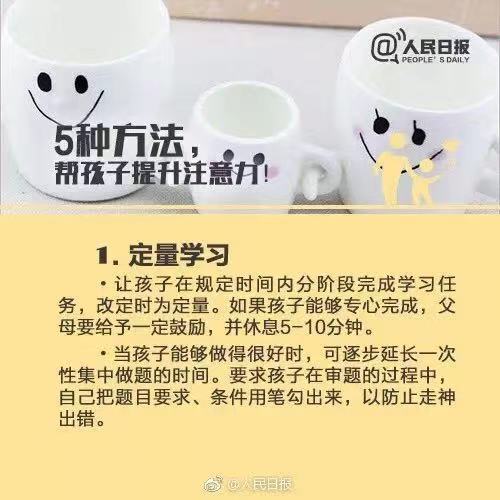 @人民日报
PEOPLE'S DAILY
5种方法，
帮孩子提升注意力！
1. 定量学习
·让孩子在规定时间内分阶段完成学习任
务，改定时为定量。如果孩子能够专心完成，父
母要给予一定鼓励，并休息5-10分钟。
·当孩子能够做得很好时，可逐步延长一次
性集中做题的时间。要求孩子在审题的过程中，
自己把题目要求、条件用笔勾出来，以防止走神
出错。
@人民日报